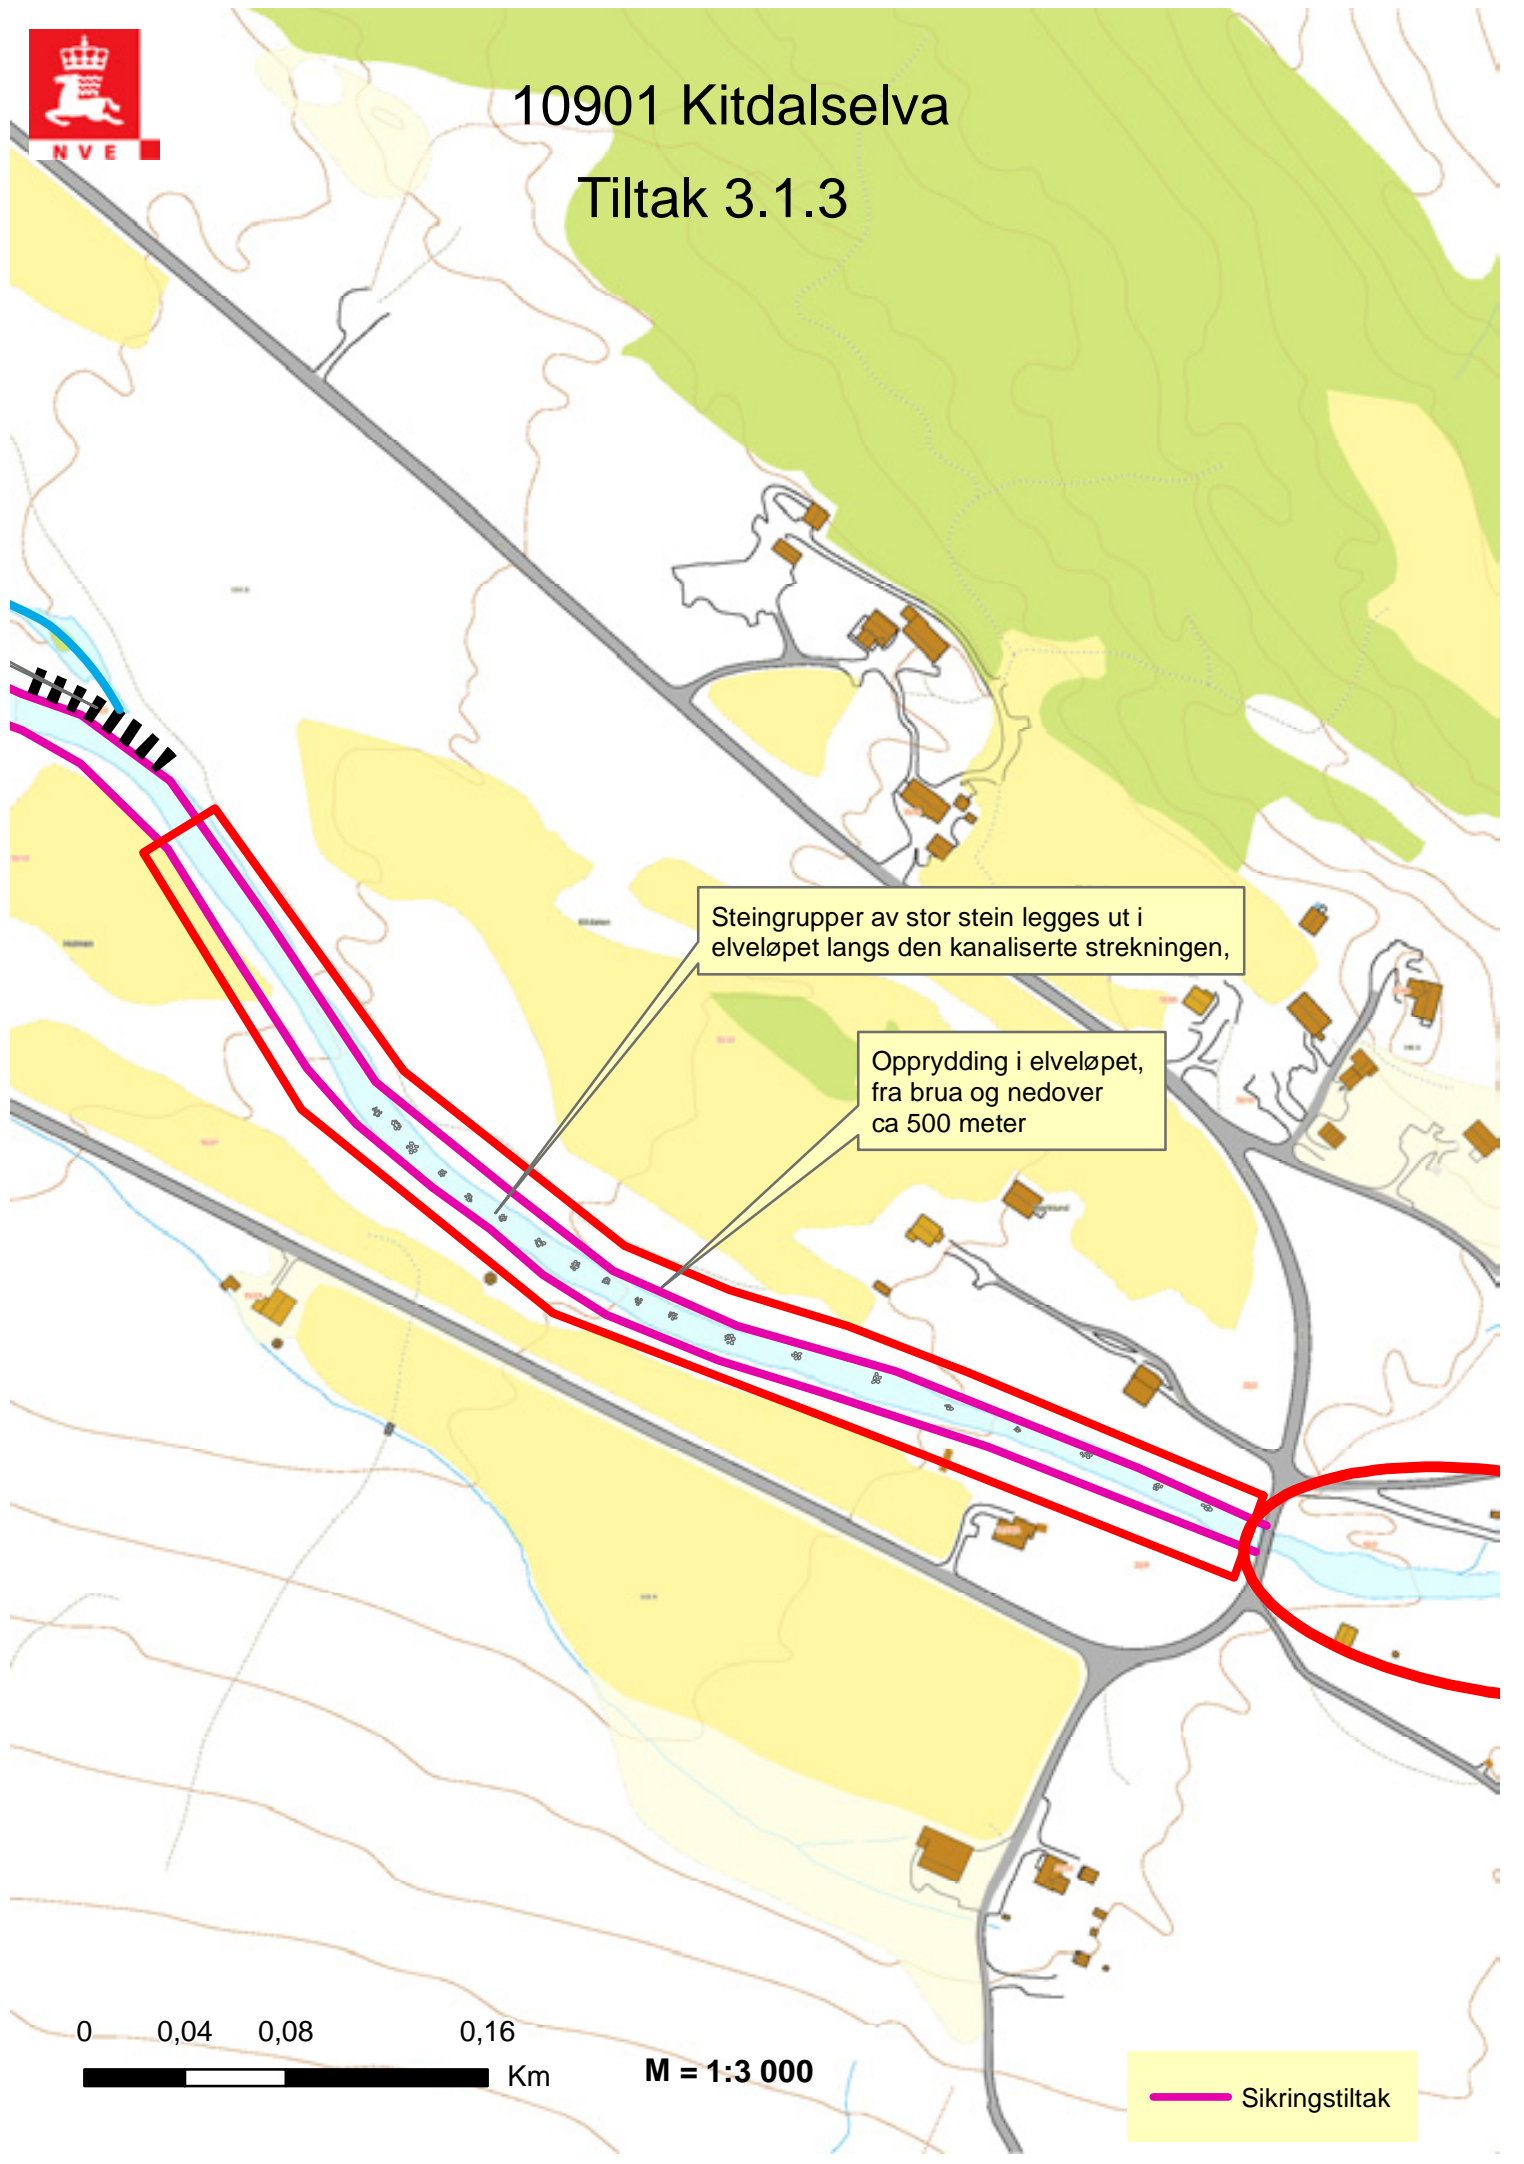 NVE
10901 Kitdalselva
Tiltak 3.1.3
Steingrupper av stor stein legges ut i
elveløpet langs den kanaliserte strekningen,
Opprydding i elveløpet,
fra brua og nedover
ca 500 meter
Kitdalen
Holmen
0 0,04 0,08 0,16
Km
M = 1:3 000
Sikringstiltak